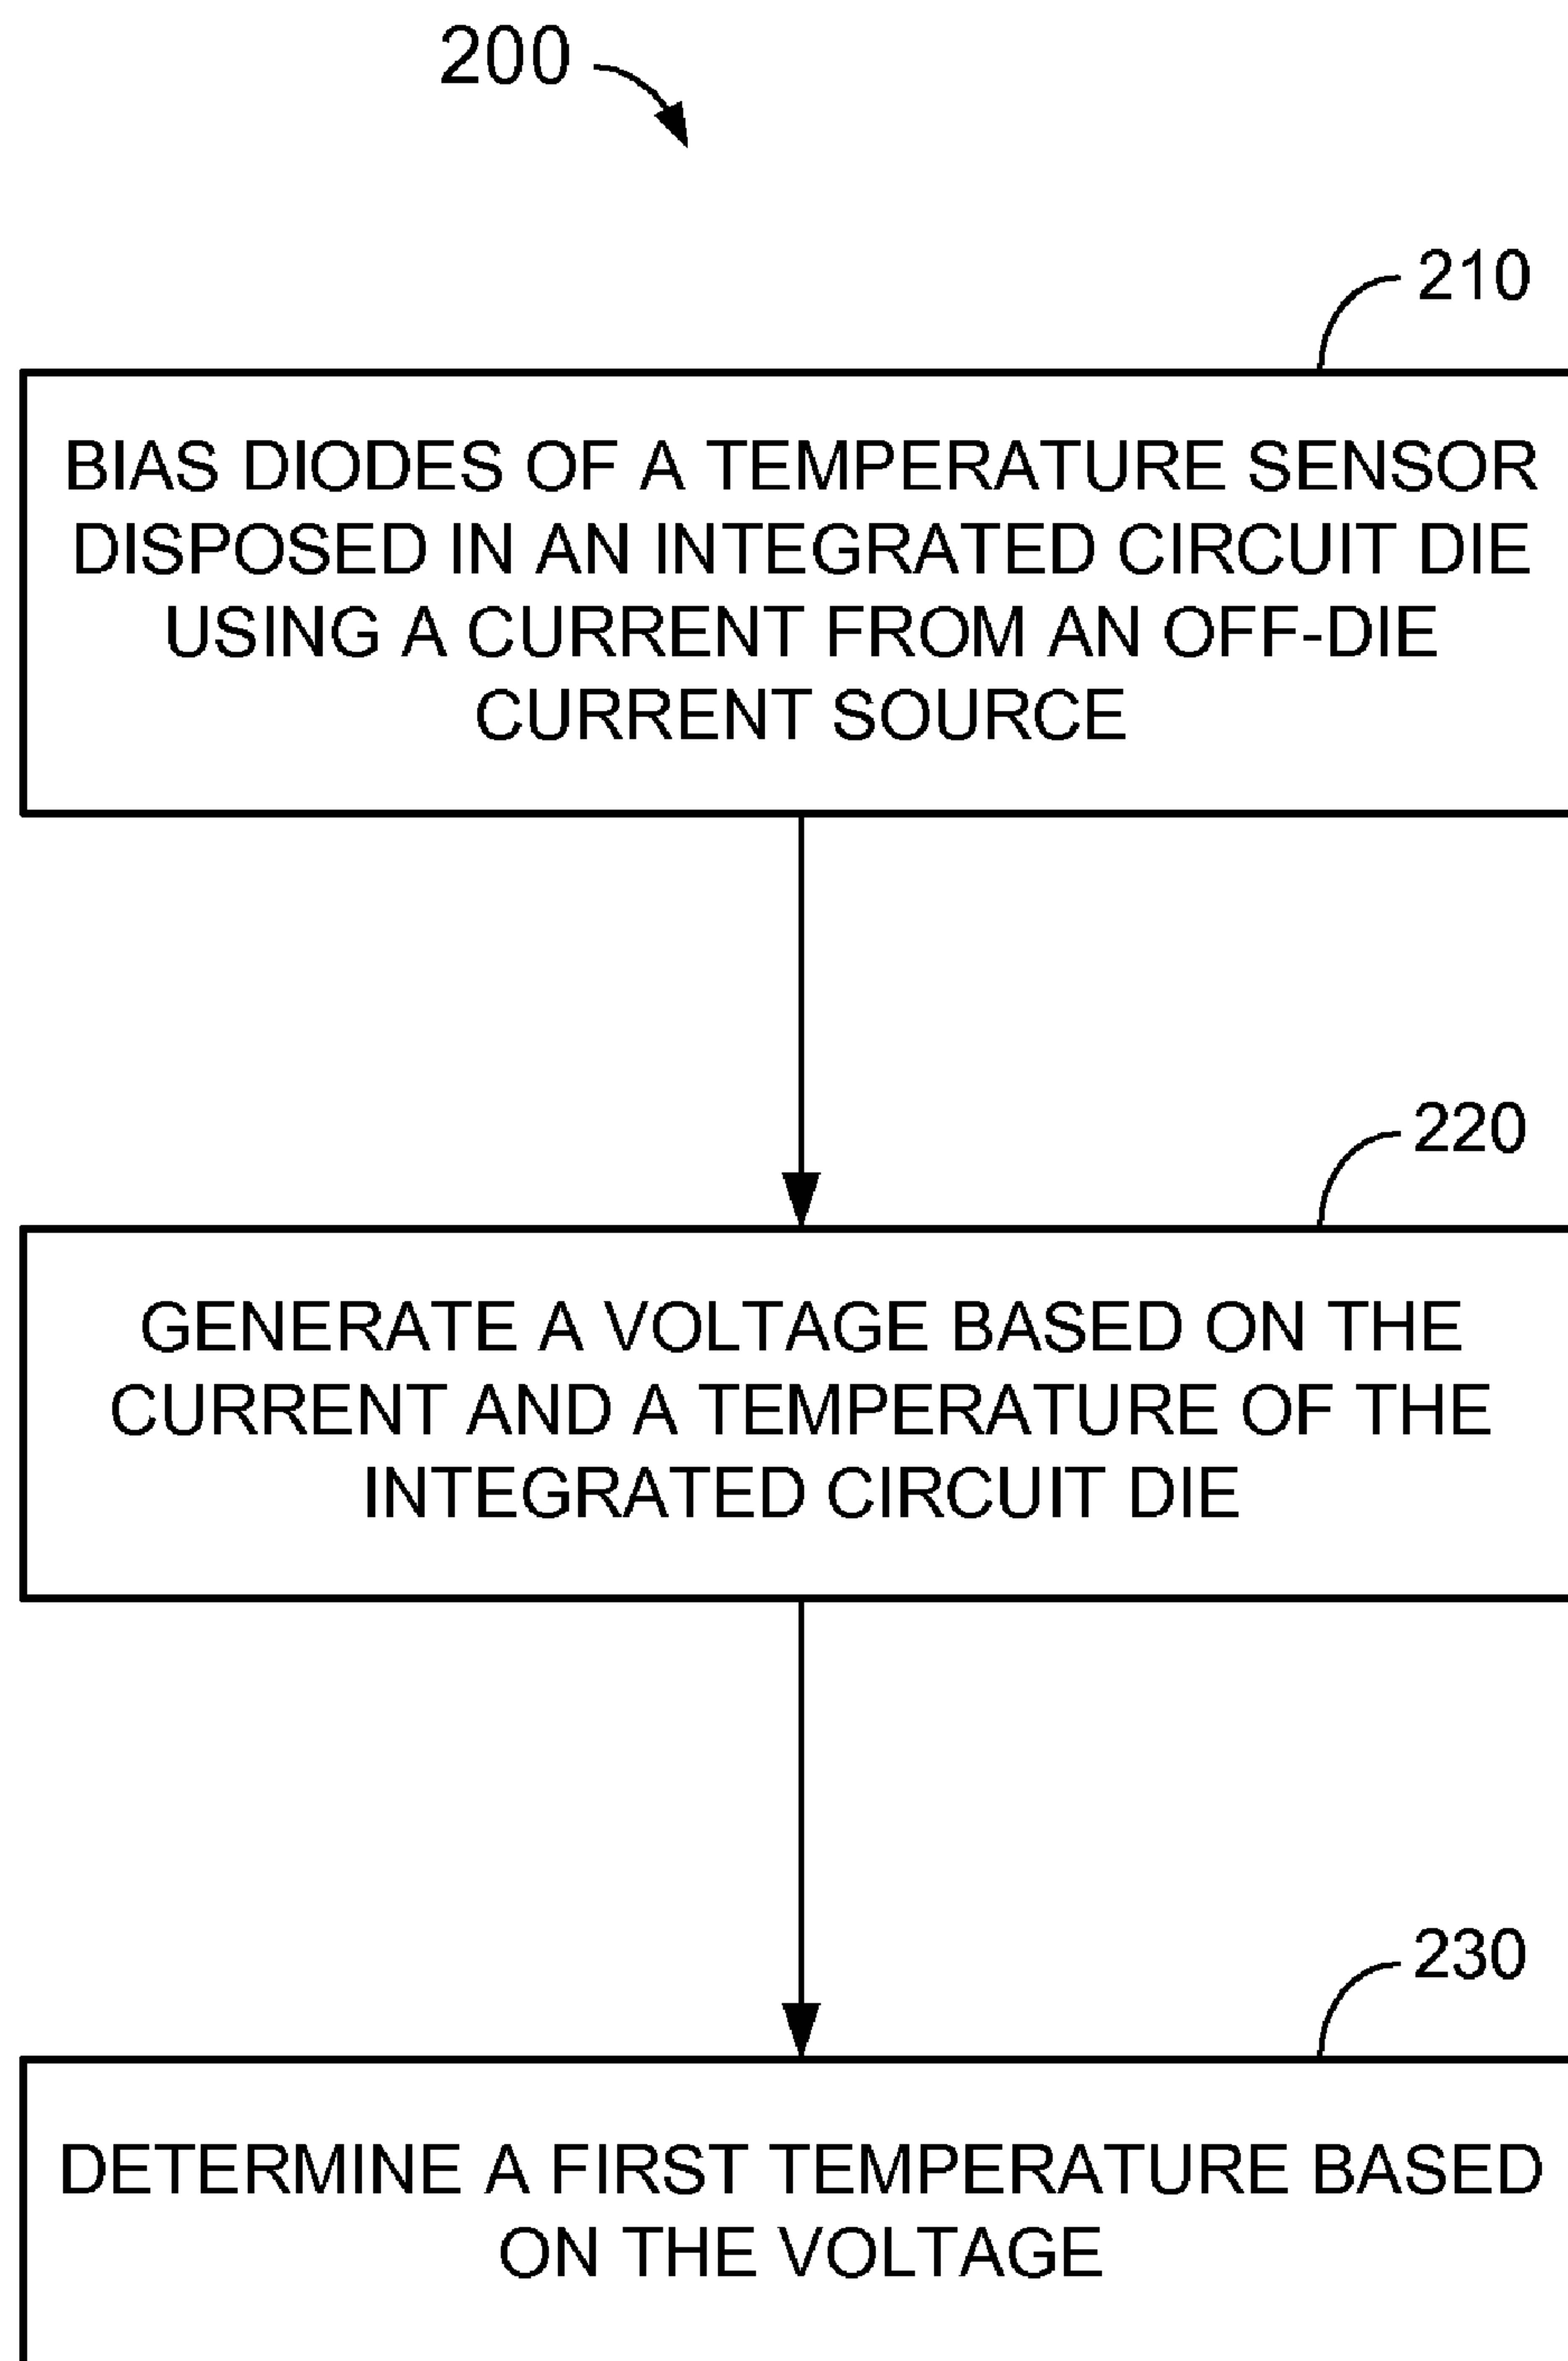 200
210
BIAS DIODES OF A TEMPERATURE SENSOR
DISPOSED IN AN INTEGRATED CIRCUIT DIE
USING A CURRENT FROM AN OFF-DIE
CURRENT SOURCE
220
GENERATE A VOLTAGE BASED ON THE
CURRENT AND A TEMPERATURE OF THE
INTEGRATED CIRCUIT DIE
230
DETERMINE A FIRST TEMPERATURE BASED
ON THE VOLTAGE